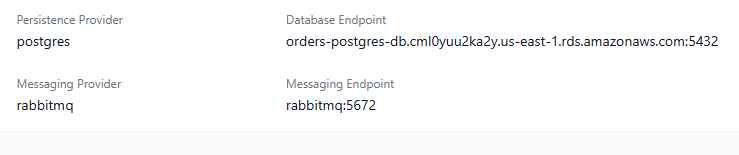 Persistence Provider
Database Endpoint
postgres
orders-postgres-db.cml0yuu2ka2y.us-east-1.rds.amazonaws.com:5432
Messaging Provider
Messaging Endpoint
rabbitmq
rabbitmq:5672